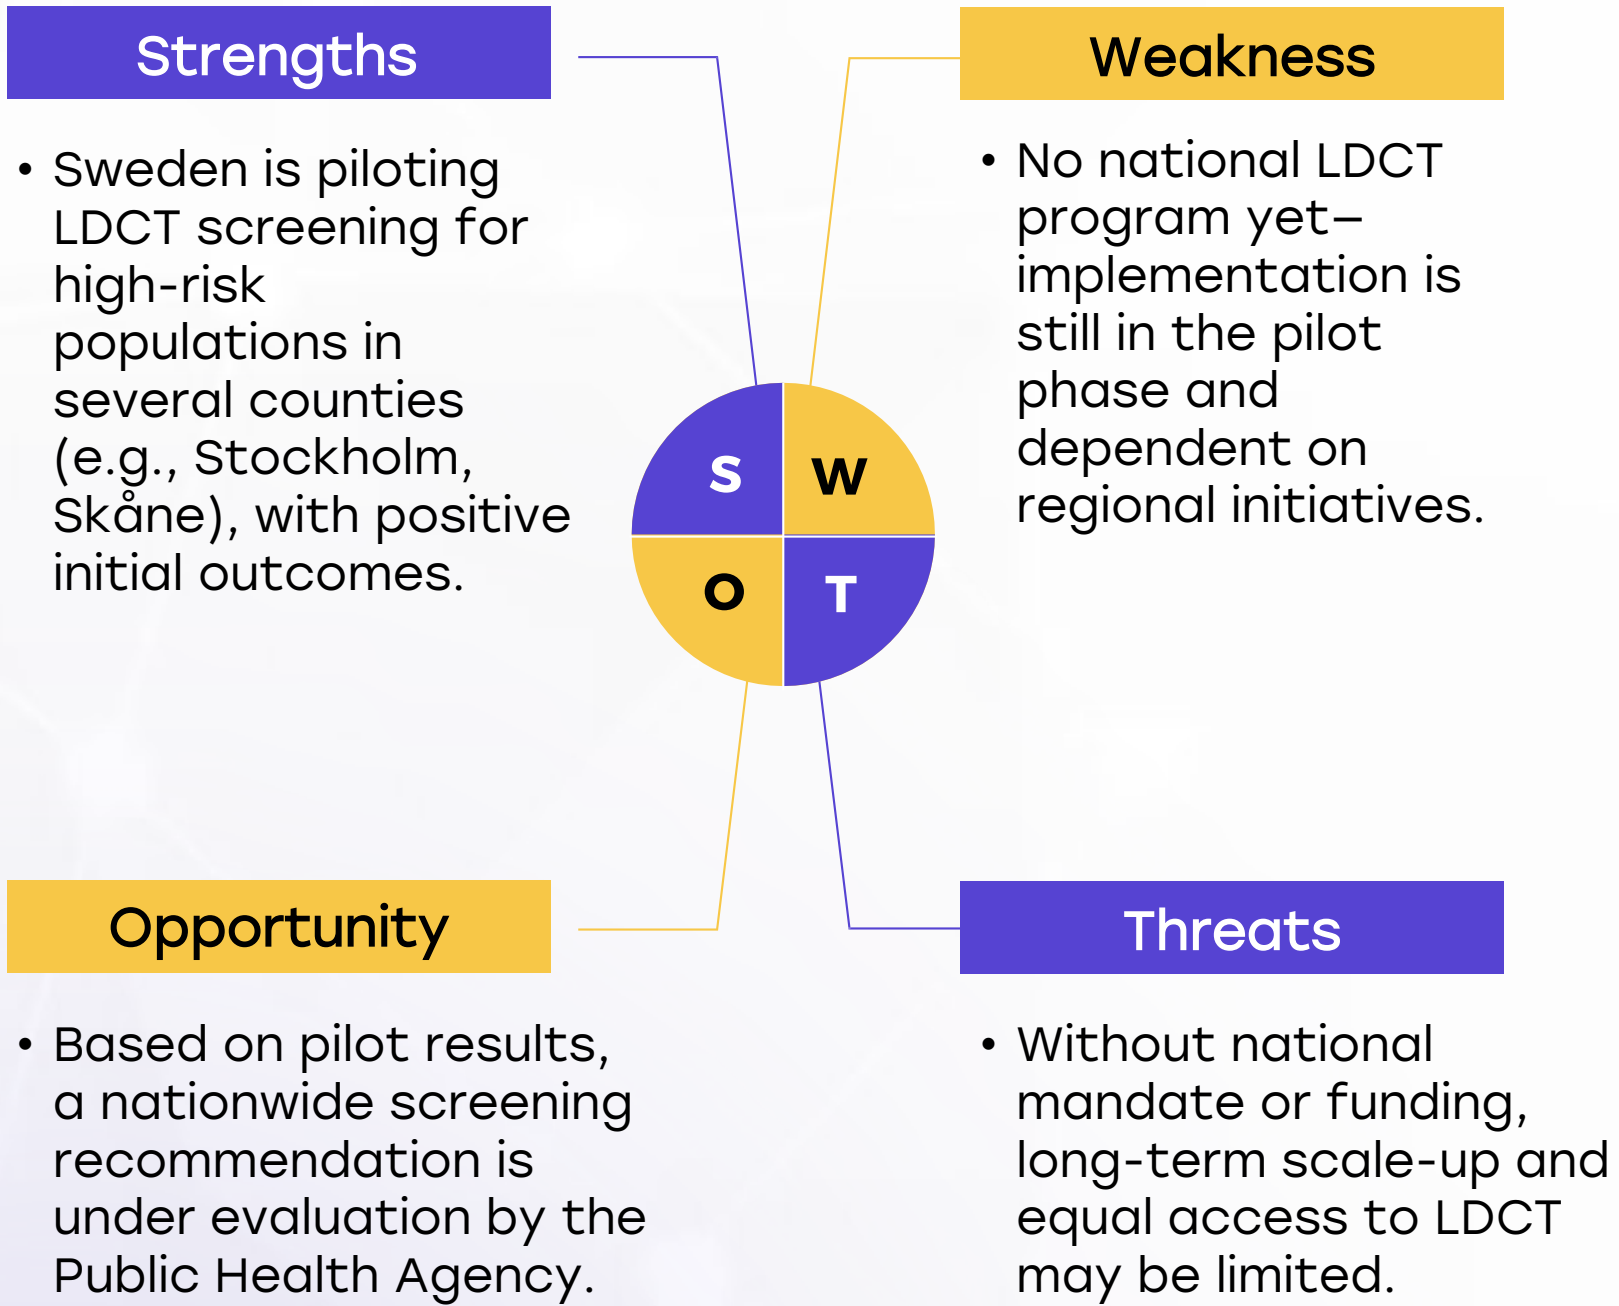 Strengths
• Sweden is piloting
LDCT screening for
high-risk
populations in
several counties
(e.g., Stockholm,
Skåne), with positive
initial outcomes.
Weakness
• No national LDCT
program yet—
implementation is
still in the pilot
phase and
dependent on
regional initiatives.
S W
O T
Opportunity
• Based on pilot results,
a nationwide screening
recommendation is
under evaluation by the
Public Health Agency.
Threats
• Without national
mandate or funding,
long-term scale-up and
equal access to LDCT
may be limited.